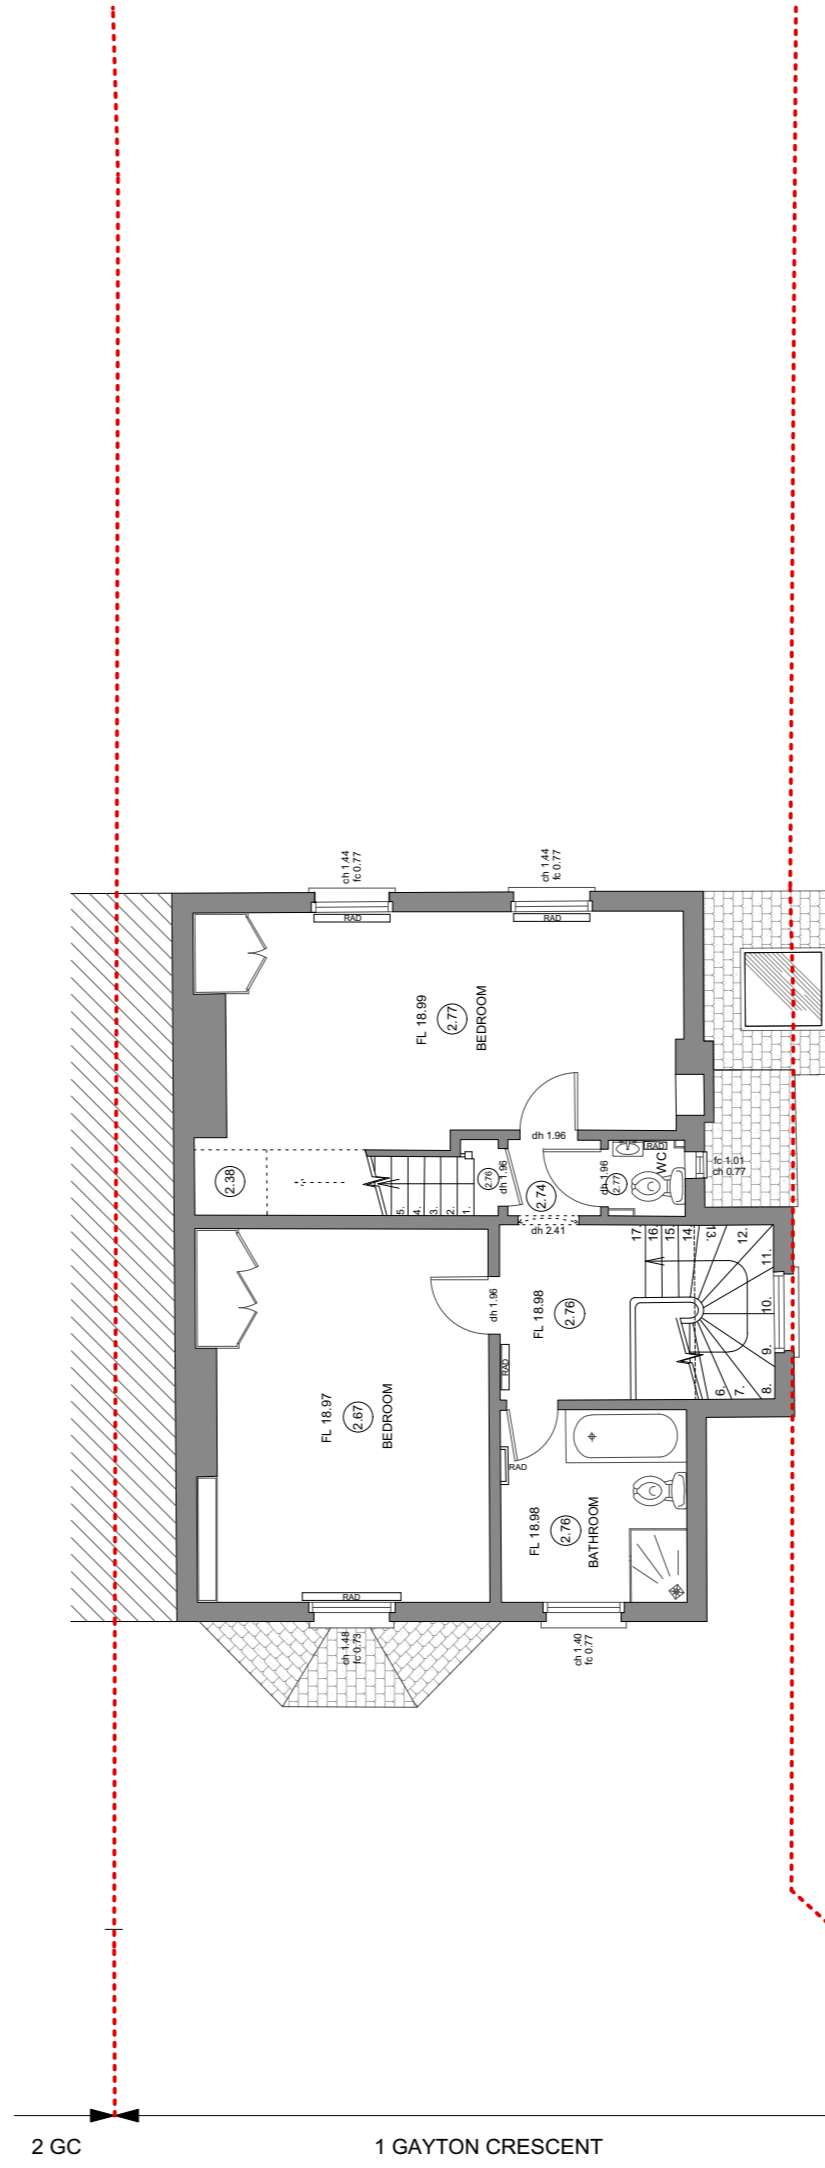 ch 1.44
fc 0.77
ch 1.44
fc 0.77
RAD
RAD
FL 18.99
2.77
BEDROOM
dh 1.96
2.38
5.
4.
3.
2.
1.
2.76
dh 1.96
2.74
dh 1.96
2.77
WC
RAD
fc 1.01
ch 0.77
dh 2.41
17.
16.
15.
14.
13.
12.
11.
10.
9.
8.
7.
6.
FL 18.98
2.76
dh 1.96
RAD
FL 18.97
2.67
BEDROOM
RAD
FL 18.98
2.76
BATHROOM
RAD
ch 1.48
fc 0.73
ch 1.40
fc 0.77
2 GC
1 GAYTON CRESCENT